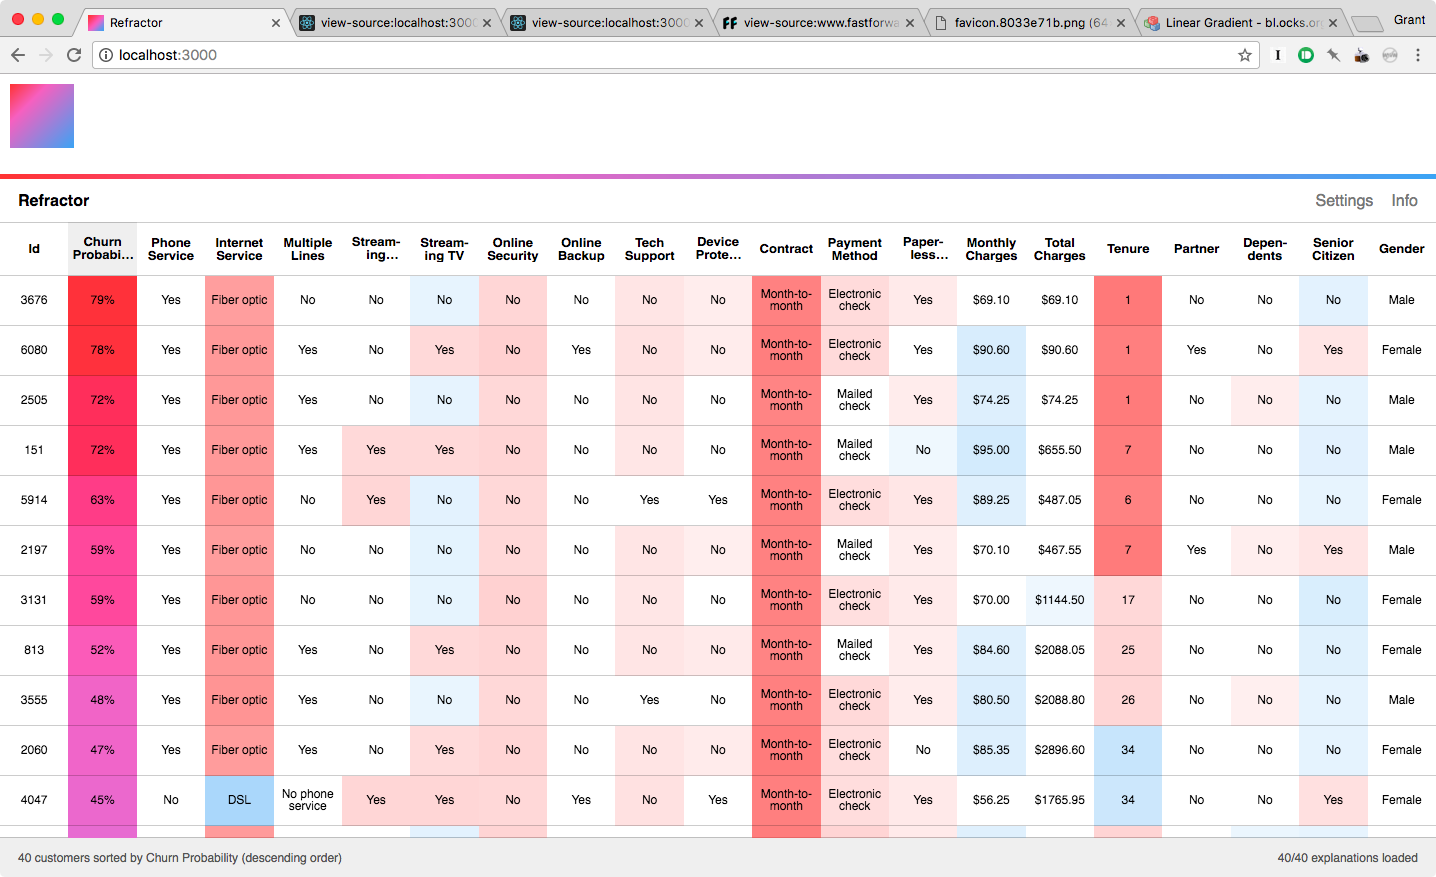 Refractor
view-source:localhost:3000
view-source:localhost:3000
view-source:www.fastforwa
favicon.8033e71b.png (64
Linear Gradient - bl.ocks.org
Grant
localhost:3000
Refractor Settings Info
Id Churn Probabi... Phone Service Internet Service Multiple Lines Stream-ing... Stream-ing TV Online Security Online Backup Tech Support Device Prote... Contract Payment Method Paper-less... Monthly Charges Total Charges Tenure Partner Depen-dents Senior Citizen Gender
3676 79% Yes Fiber optic No No No No No No No Month-to-month Electronic check Yes $69.10 $69.10 1 No No No Male
6080 78% Yes Fiber optic Yes No Yes No Yes No No Month-to-month Electronic check Yes $90.60 $90.60 1 Yes No Yes Female
2505 72% Yes Fiber optic Yes No No No No No No Month-to-month Mailed check Yes $74.25 $74.25 1 No No No Male
151 72% Yes Fiber optic Yes Yes Yes No No No No Month-to-month Mailed check No $95.00 $655.50 7 No No No Male
5914 63% Yes Fiber optic No Yes No No No Yes Yes Month-to-month Electronic check Yes $89.25 $487.05 6 No No No Female
2197 59% Yes Fiber optic No No No No No No No Month-to-month Mailed check Yes $70.10 $467.55 7 Yes No Yes Male
3131 59% Yes Fiber optic No No No No No No No Month-to-month Electronic check Yes $70.00 $1144.50 17 No No No Female
813 52% Yes Fiber optic Yes No Yes No No No No Month-to-month Mailed check Yes $84.60 $2088.05 25 No No No Female
3555 48% Yes Fiber optic Yes No No No No Yes No Month-to-month Electronic check Yes $80.50 $2088.80 26 No No No Male
2060 47% Yes Fiber optic Yes No Yes No No No No Month-to-month Electronic check No $85.35 $2896.60 34 No No No Female
4047 45% No DSL No phone service Yes Yes No Yes No Yes Month-to-month Electronic check Yes $56.25 $1765.95 34 No No Yes Female
40 customers sorted by Churn Probability (descending order) 40/40 explanations loaded